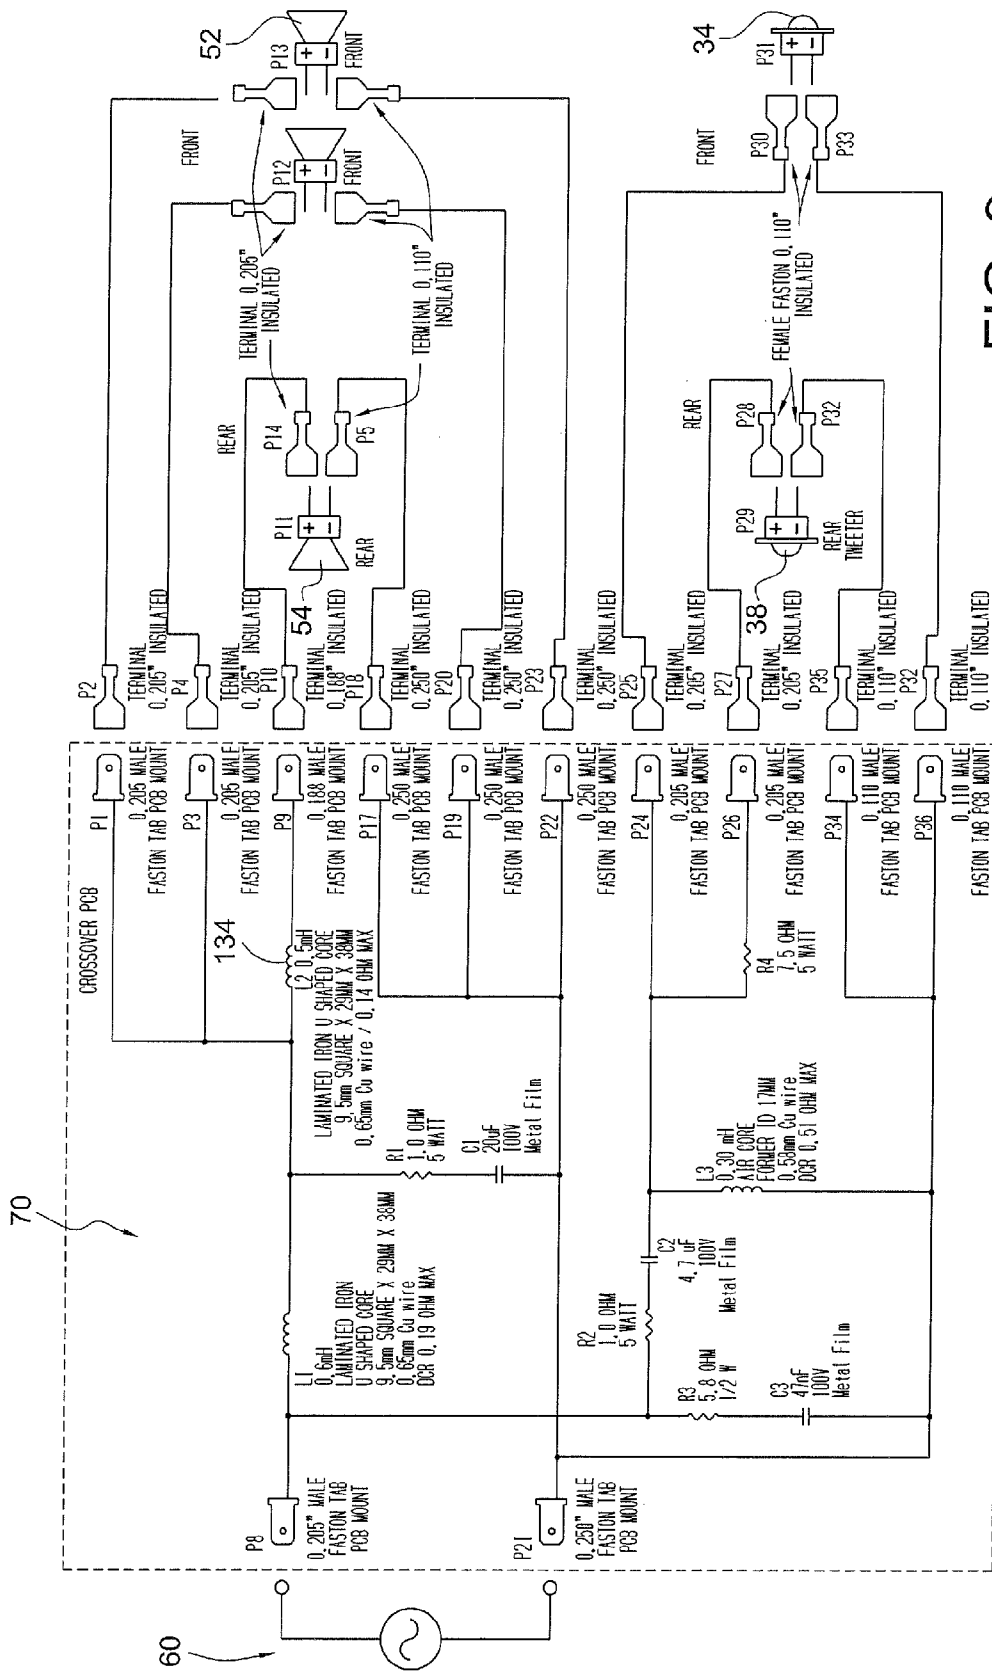 60
70
134
52
54
34
38
CROSSOVER PCB
P8
0.205" MALE
FASTON TAB
PCB MOUNT
P21
0.250" MALE
FASTON TAB
PCB MOUNT
L1
0.6mH
LAMINATED IRON
U SHAPED CORE
9.5mm SQUARE X 29MM X 38MM
0.65mm Cu wire
DCR 0.19 OHM MAX
R1
1.0 OHM
5 WATT
C1
20uF
100V
Metal Film
L2 0.5mH
LAMINATED IRON U SHAPED CORE
9.5mm SQUARE X 29MM X 38MM
0.65mm Cu wire / 0.14 OHM MAX
R3
5.8 OHM
1/2 W
C3
47nF
100V
Metal Film
R2
1.0 OHM
5 WATT
C2
4.7 uF
100V
Metal Film
L3
0.30 mH
AIR CORE
FORMER ID 17MM
0.58mm Cu wire
DCR 0.51 OHM MAX
R4
7.5 OHM
5 WATT
P1
0.205 MALE
FASTON TAB PCB MOUNT
P3
0.205 MALE
FASTON TAB PCB MOUNT
P9
0.188 MALE
FASTON TAB PCB MOUNT
P17
0.250 MALE
FASTON TAB PCB MOUNT
P19
0.250 MALE
FASTON TAB PCB MOUNT
P22
0.250 MALE
FASTON TAB PCB MOUNT
P24
0.205 MALE
FASTON TAB PCB MOUNT
P26
0.205 MALE
FASTON TAB PCB MOUNT
P34
0.110 MALE
FASTON TAB PCB MOUNT
P36
0.110 MALE
FASTON TAB PCB MOUNT
P2
TERMINAL
0.205" INSULATED
P4
TERMINAL
0.205" INSULATED
P10
TERMINAL
0.188" INSULATED
P18
TERMINAL
0.250" INSULATED
P20
TERMINAL
0.250" INSULATED
P23
TERMINAL
0.250" INSULATED
P25
TERMINAL
0.205" INSULATED
P27
TERMINAL
0.205" INSULATED
P35
TERMINAL
0.110" INSULATED
P32
TERMINAL
0.110" INSULATED
REAR
P11
+
-
REAR
P14
P5
TERMINAL 0.205"
INSULATED
TERMINAL 0.110"
INSULATED
FRONT
P12
+
-
FRONT
P13
+
-
FRONT
REAR
P29
+
-
REAR
TWEETER
P28
P32
FEMALE FASTON 0.110"
INSULATED
FRONT
P30
P33
P31
+
-